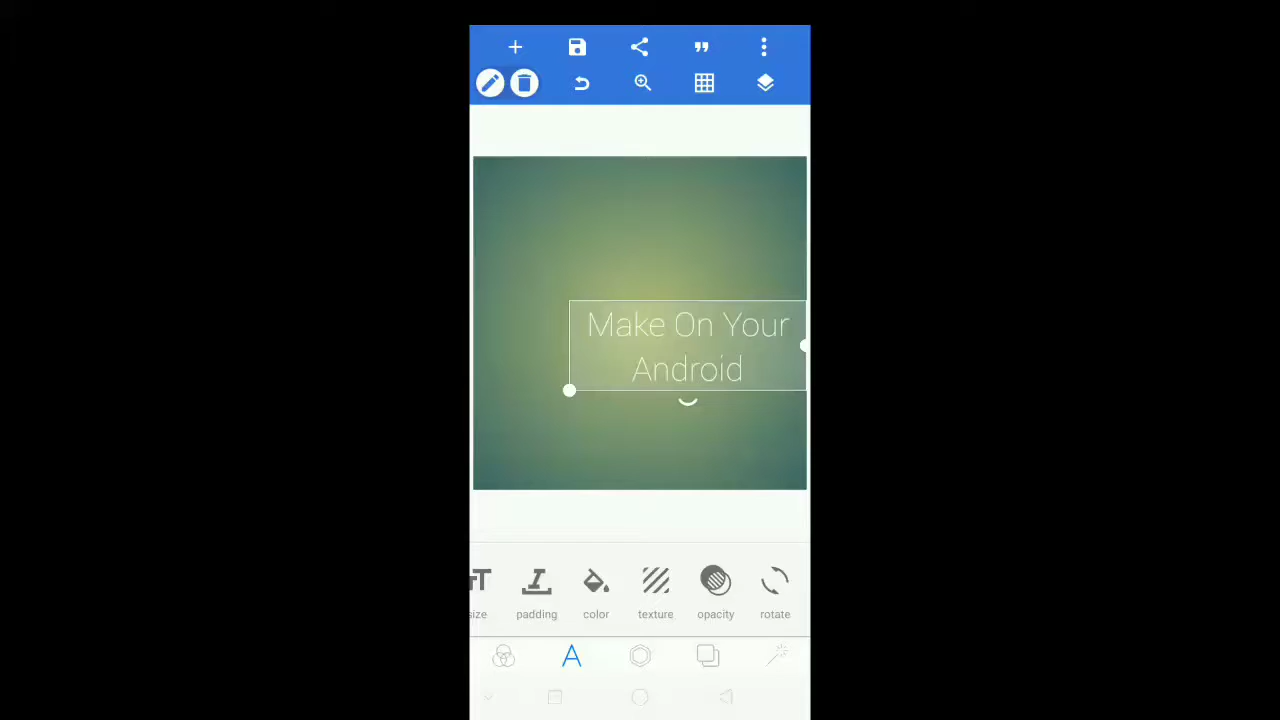 Make On Your
Android
size
padding
color
texture
opacity
rotate